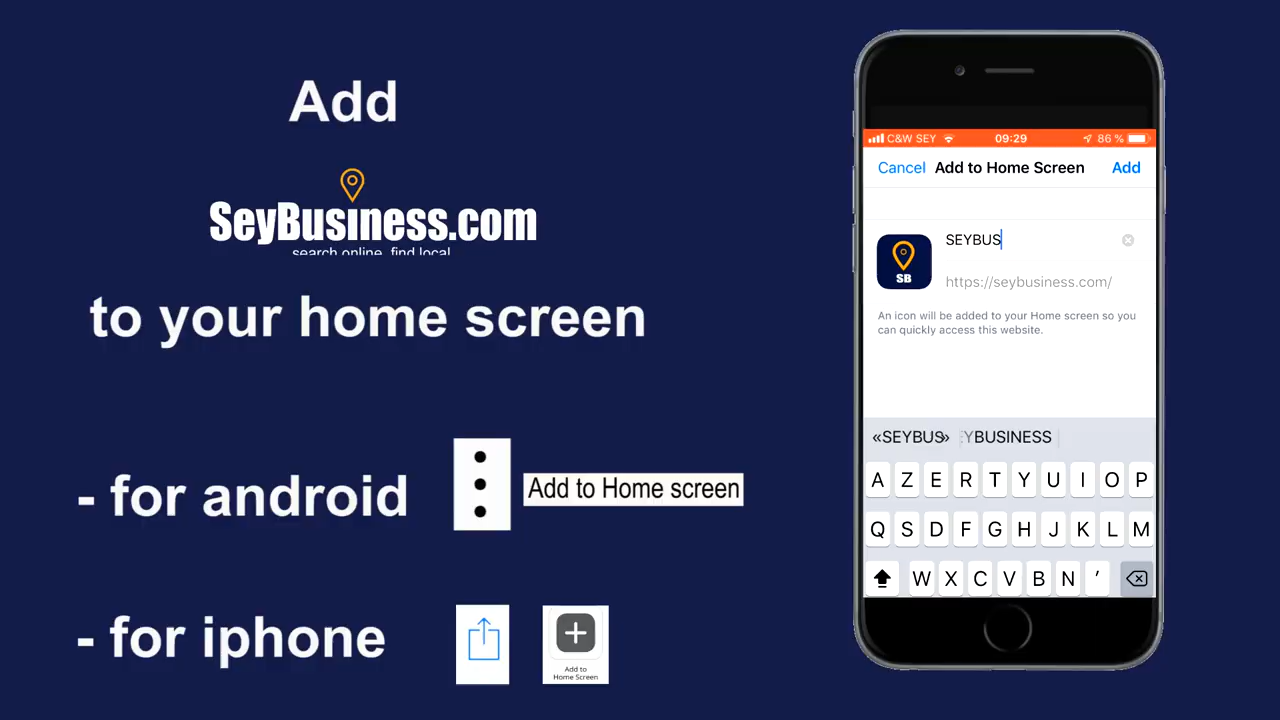 Add
SeyBusiness.com
search online, find local
to your home screen
- for android
Add to Home screen
- for iphone
Add to
Home Screen
C&W SEY
09:29
86 %
Cancel
Add to Home Screen
Add
SB
SEYBUS
https://seybusiness.com/
An icon will be added to your Home screen so you
can quickly access this website.
«SEYBUS» YBUSINESS
A Z E R T Y U I O P
Q S D F G H J K L M
W X C V B N ’